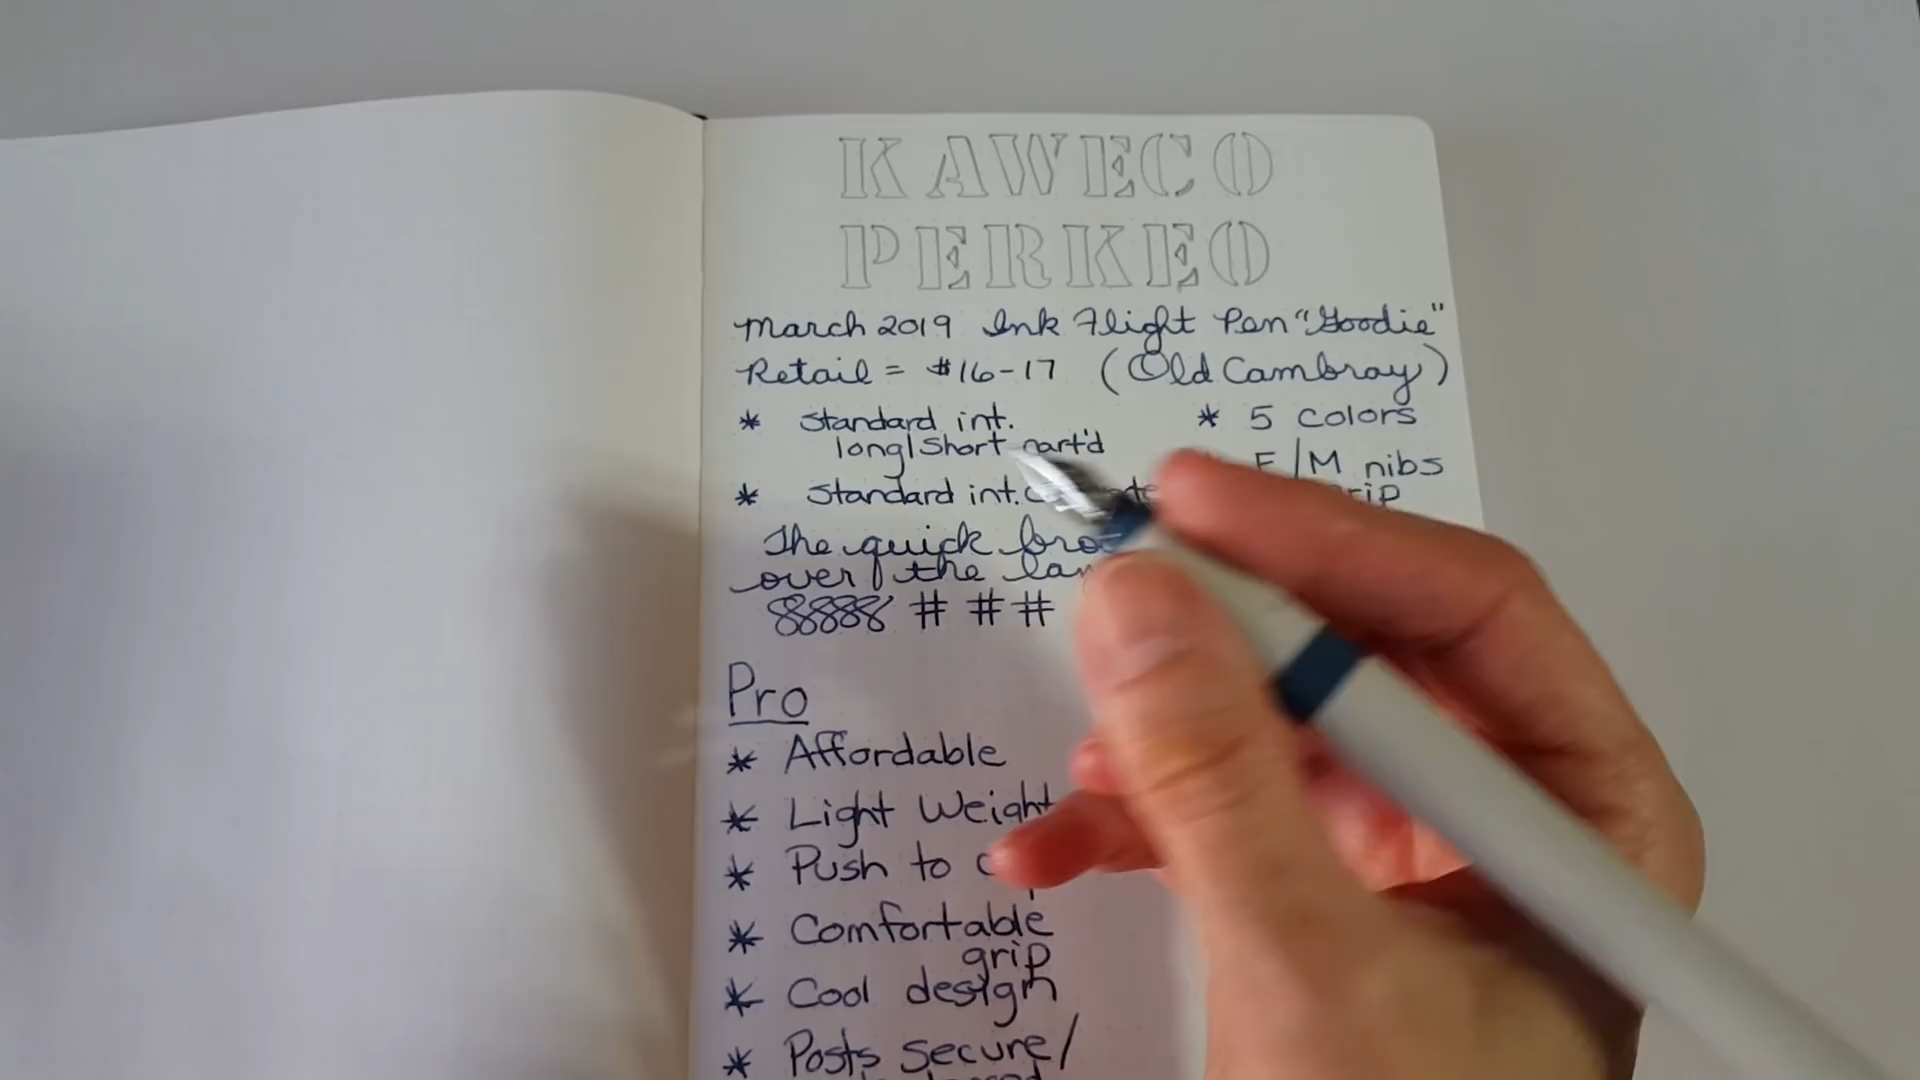 KAWECO
PERKEO
March 2019 Ink Flight Pen "Goodie"
Retail = $16-17 (Old Cambray)
* Standard int.
long/Short cart'd
* Standard int.
* 5 Colors
F/M nibs
The quick
over the
88888 # # #
Pro
* Affordable
* Light Weight
* Push to
* Comfortable
grip
* Cool design
* Posts secure/